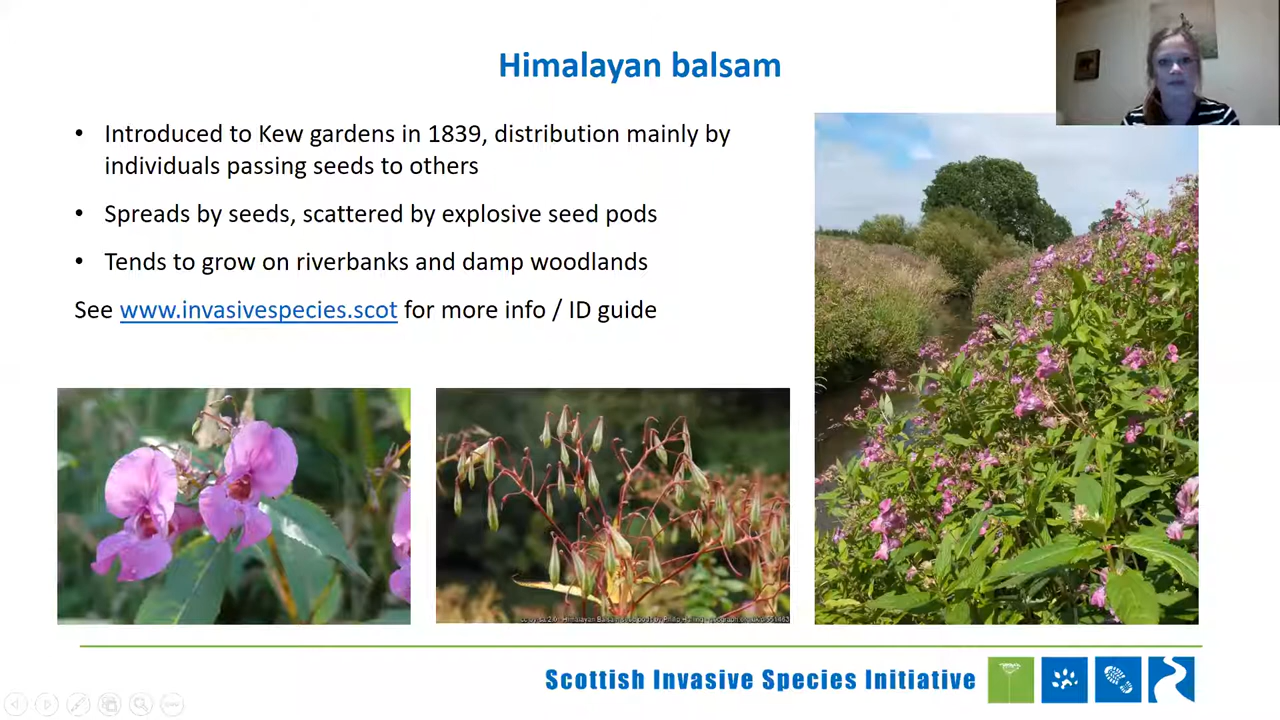 Himalayan balsam
• Introduced to Kew gardens in 1839, distribution mainly by
individuals passing seeds to others
• Spreads by seeds, scattered by explosive seed pods
• Tends to grow on riverbanks and damp woodlands
See www.invasivespecies.scot for more info / ID guide
Scottish Invasive Species Initiative